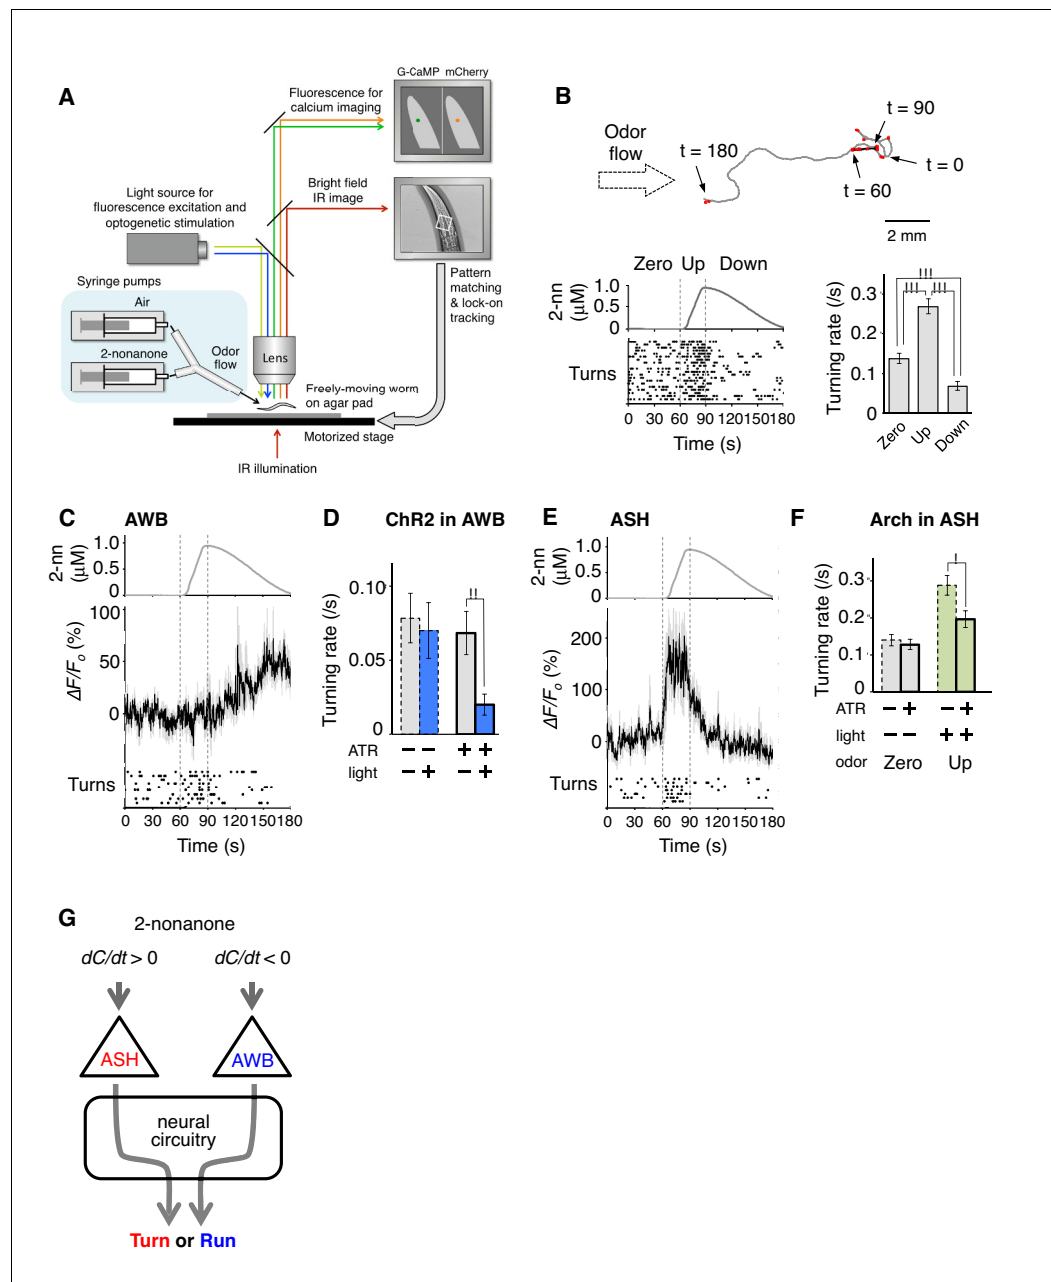 A
G-CaMP mCherry
Fluorescence for
calcium imaging
Bright field
IR image
Light source for
fluorescence excitation and
optogenetic stimulation
Pattern
matching
& lock-on
tracking
Syringe pumps
Air
2-nonanone
Odor
flow
Lens
Freely-moving worm
on agar pad
Motorized stage
IR illumination
B
Odor
flow
t = 180
t = 90
t = 0
t = 60
2 mm
Zero Up Down
2-nn
(μM)
1.0
0.5
0
Turns
0 30 60 90 120 150 180
Time (s)
Turning rate (/s)
0.3
0.2
0.1
0
Zero
Up
Down
!!!
!!! !!!
C AWB
2-nn
(μM)
1.0
0.5
0
ΔF/Fo (%)
100
50
0
Turns
0 30 60 90 120150 180
Time (s)
D ChR2 in AWB
Turning rate (/s)
0.10
0.05
0
!!
ATR − − + +
light − + − +
E ASH
2-nn
(μM)
1.0
0.5
0
ΔF/Fo (%)
200
100
0
Turns
0 30 60 90 120150 180
Time (s)
F Arch in ASH
Turning rate (/s)
0.3
0.2
0.1
0
!
ATR − + − +
light − − + +
odor Zero Up
G
2-nonanone
dC/dt > 0 dC/dt < 0
ASH AWB
neural
circuitry
Turn or Run